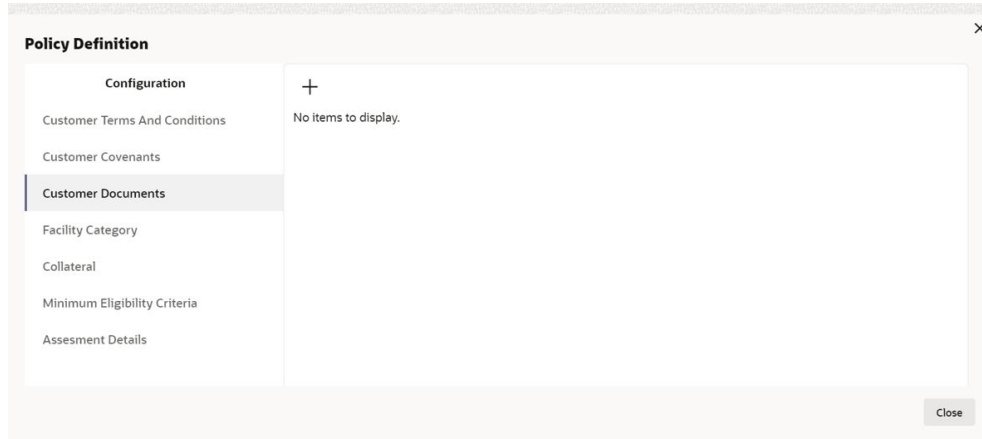 Policy Definition
Configuration
Customer Terms And Conditions
Customer Covenants
Customer Documents
Facility Category
Collateral
Minimum Eligibility Criteria
Assesment Details
No items to display.
Close